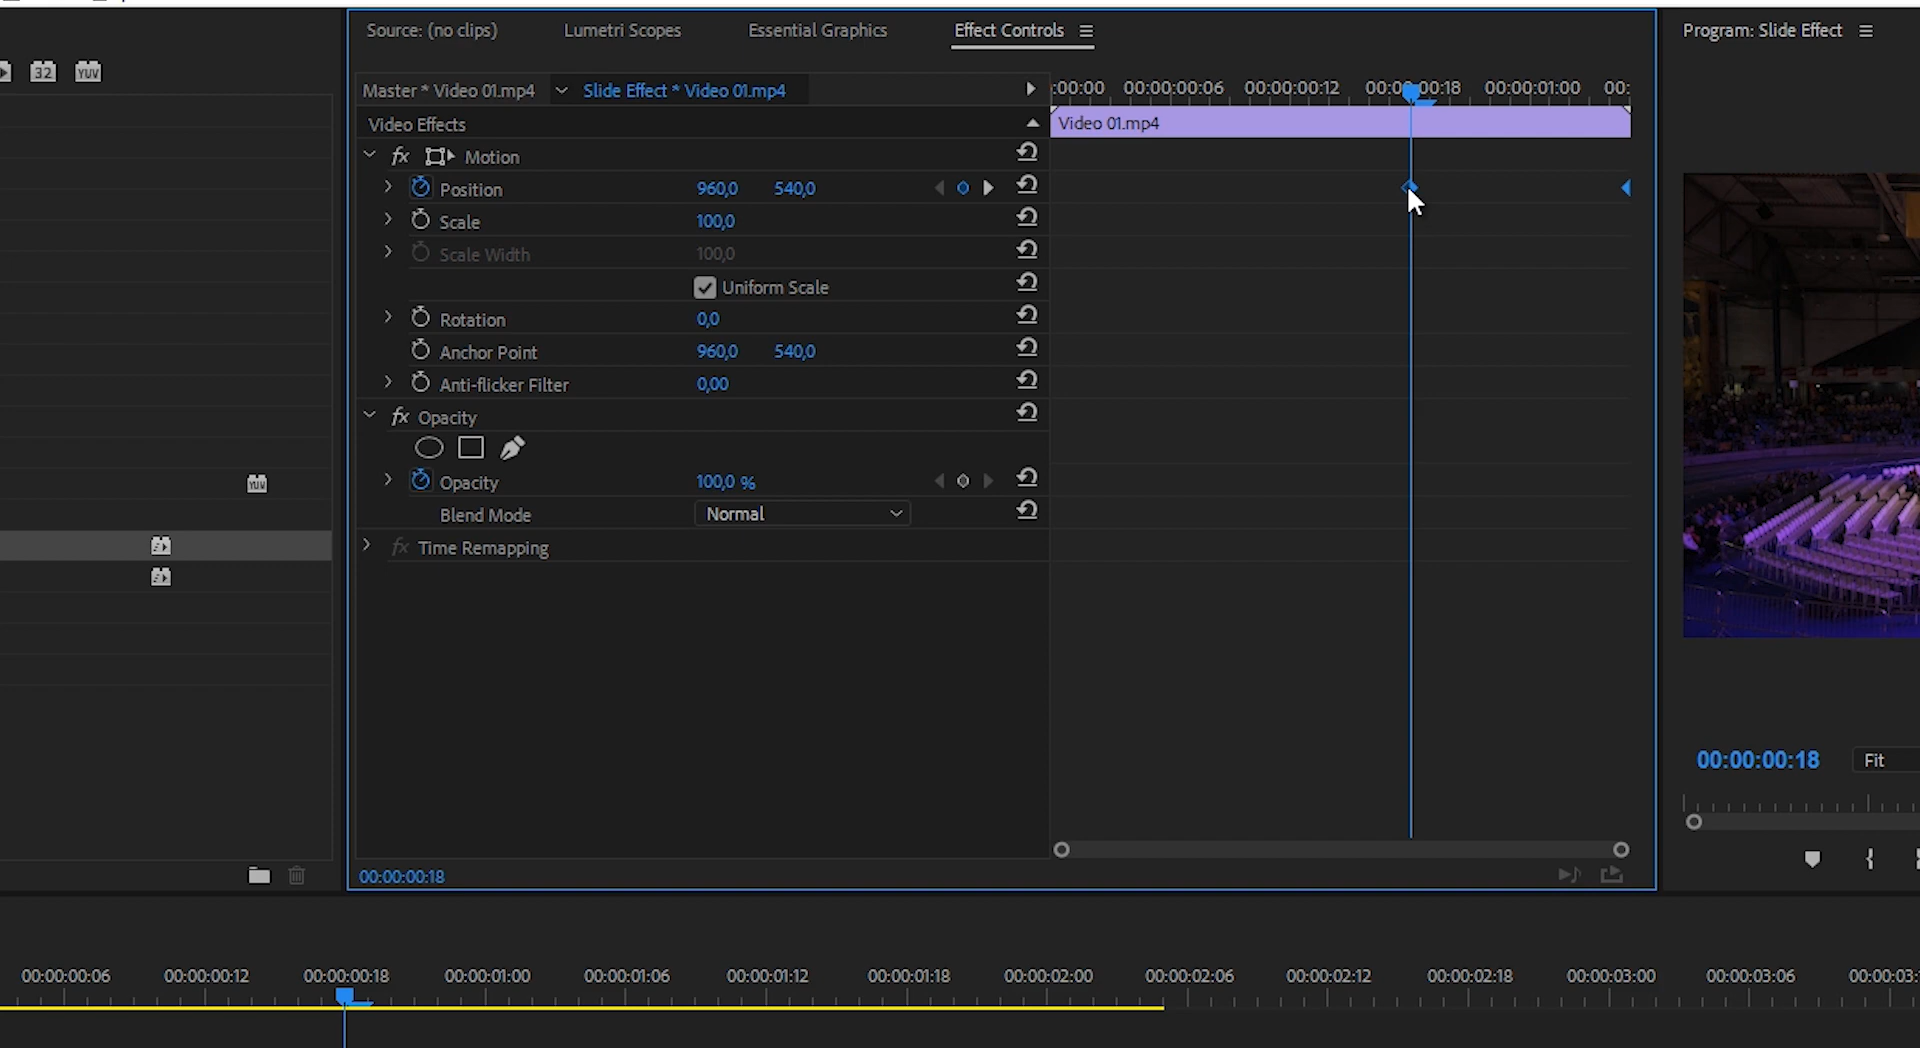 Source: (no clips) Lumetri Scopes Essential Graphics Effect Controls Program: Slide Effect
32 YUV
Master * Video 01.mp4 Slide Effect * Video 01.mp4 :00:00 00:00:00:06 00:00:00:12 00:00:00:18 00:00:01:00 00:
Video Effects Video 01.mp4
fx Motion
Position 960,0 540,0
Scale 100,0
Scale Width 100,0
Uniform Scale
Rotation 0,0
Anchor Point 960,0 540,0
Anti-flicker Filter 0,00
fx Opacity
YUV Opacity 100,0 %
Blend Mode Normal
fx Time Remapping
00:00:00:18 Fit
00:00:00:18
00:00:00:06 00:00:00:12 00:00:00:18 00:00:01:00 00:00:01:06 00:00:01:12 00:00:01:18 00:00:02:00 00:00:02:06 00:00:02:12 00:00:02:18 00:00:03:00 00:00:03:06 00:00:03: